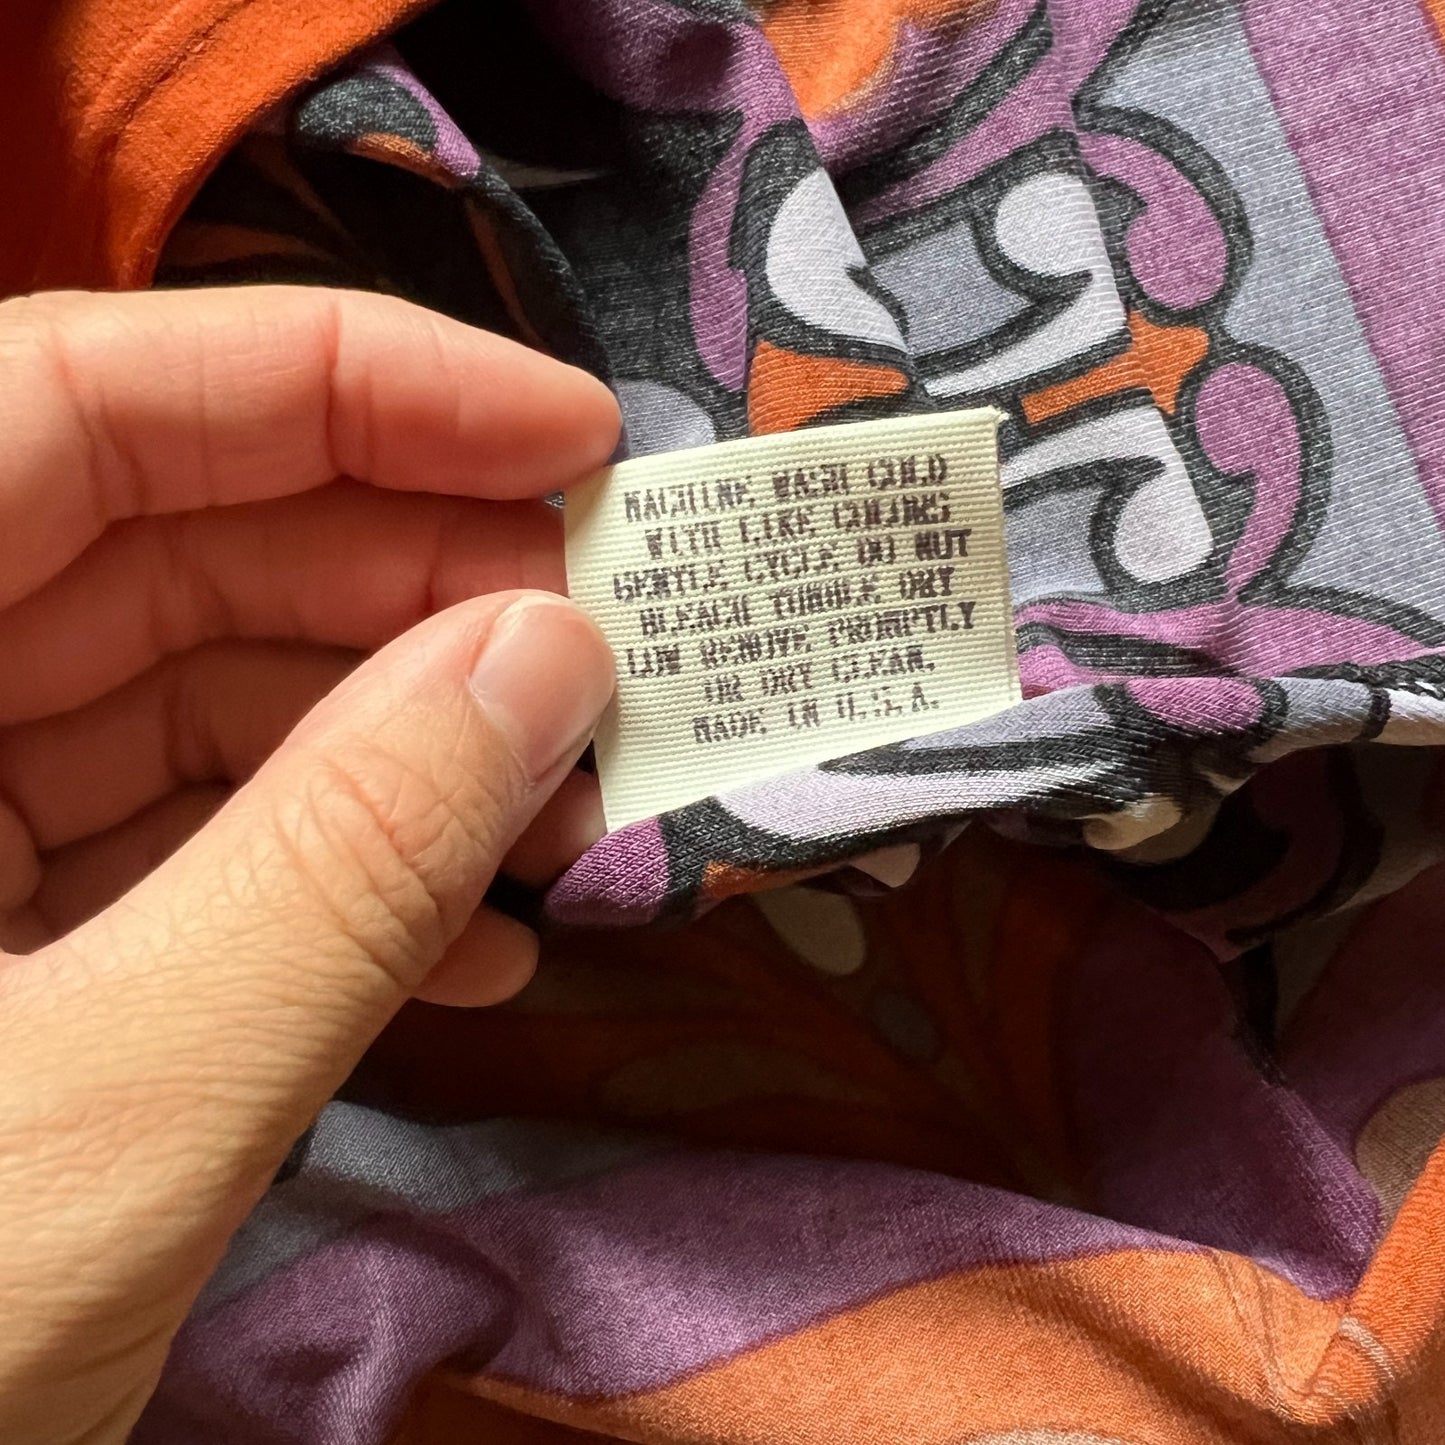 MACHINE WASH COLD
WITH LIKE COLORS
GENTLE CYCLE DO NOT
BLEACH TUMBLE DRY
LOW REMOVE PROMPTLY
OR DRY CLEAN.
MADE IN U.S.A.